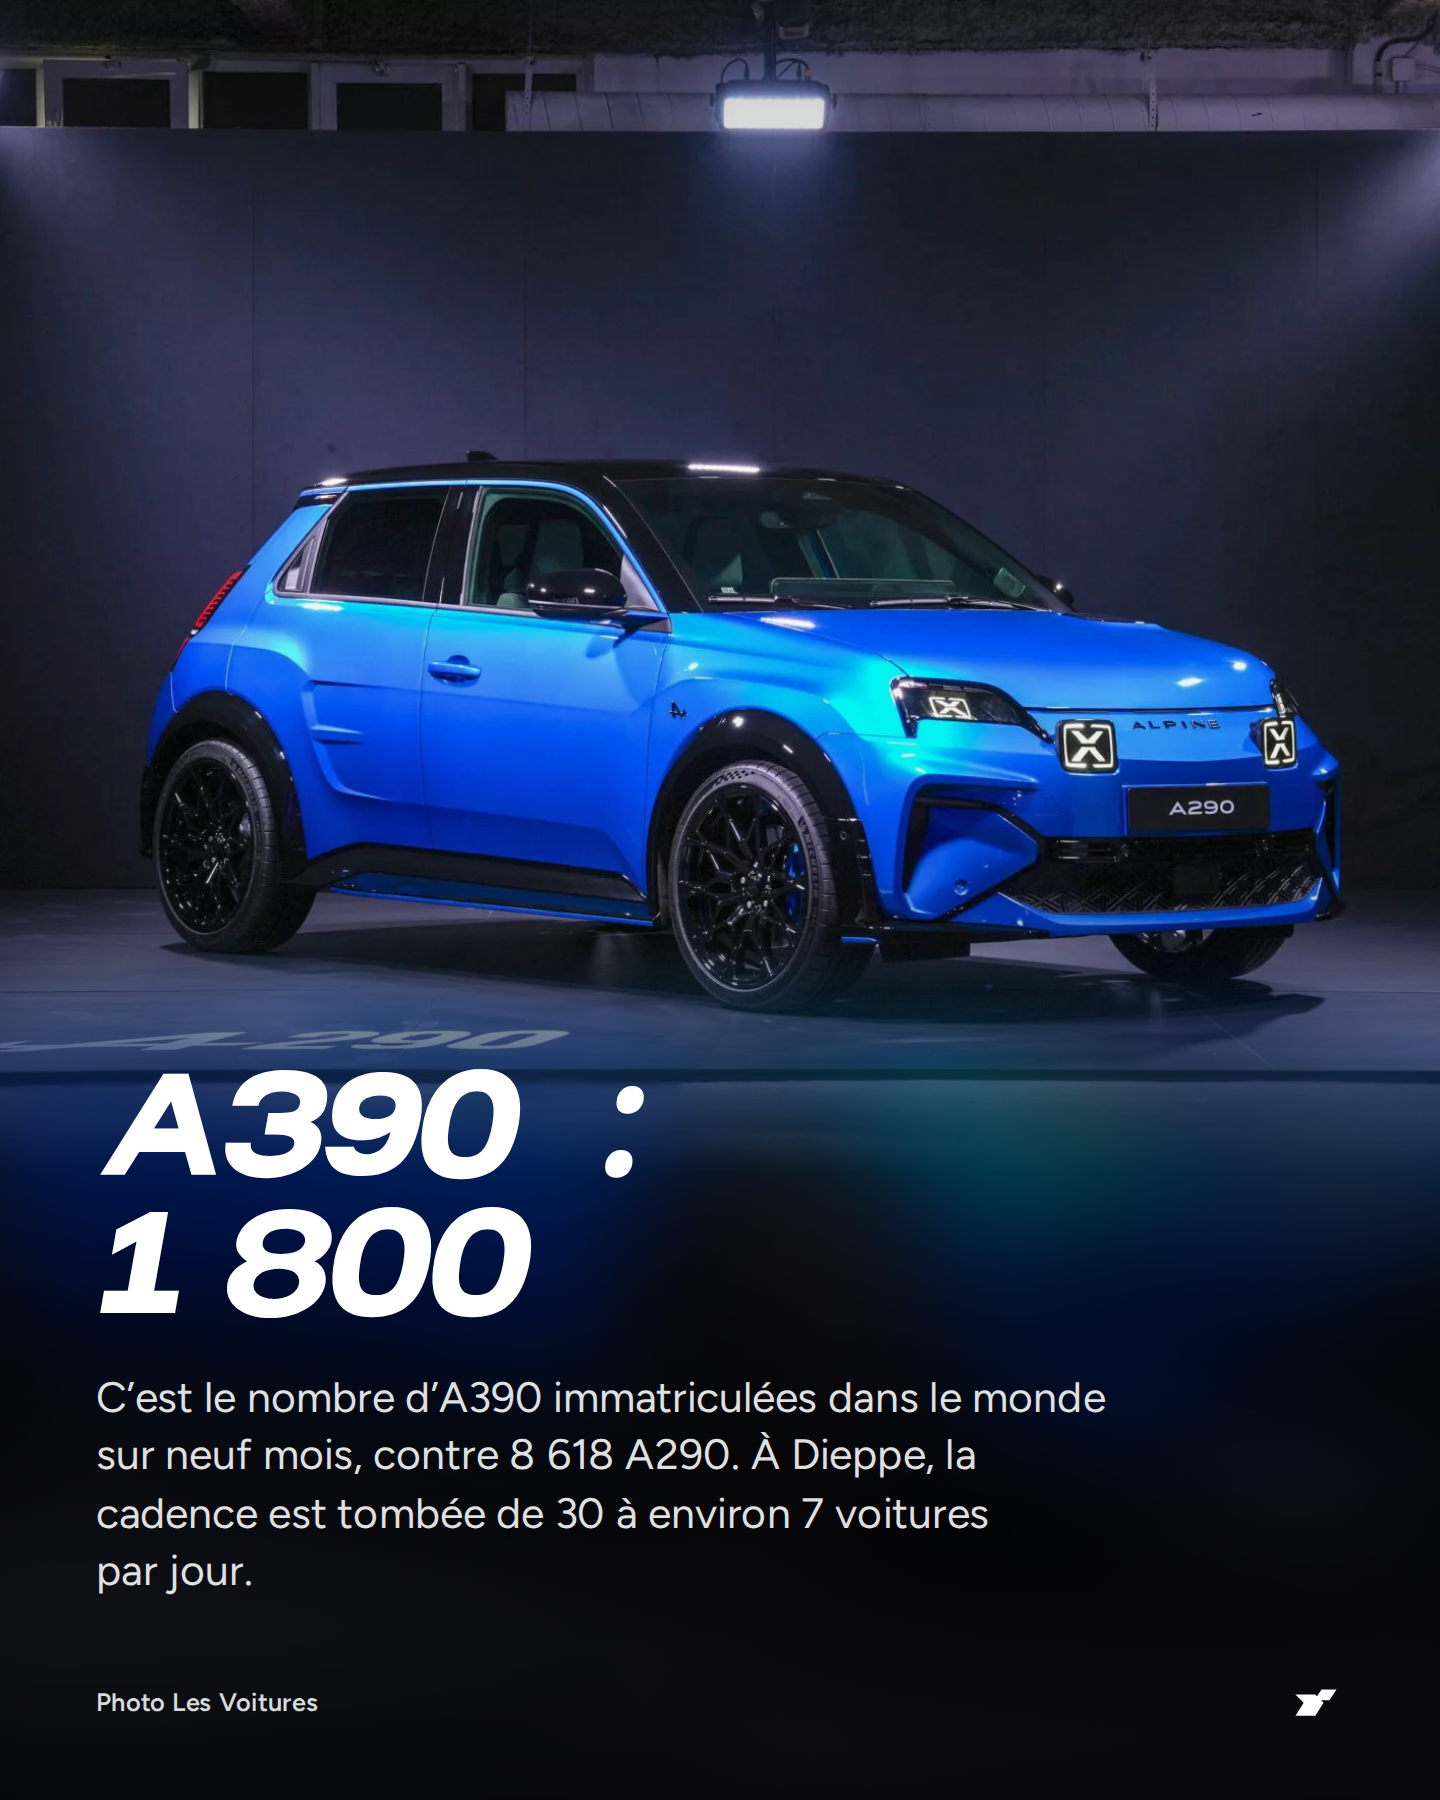 ALPINE
A290
A290
A390 :
1 800
C’est le nombre d’A390 immatriculées dans le monde
sur neuf mois, contre 8 618 A290. À Dieppe, la
cadence est tombée de 30 à environ 7 voitures
par jour.
Photo Les Voitures